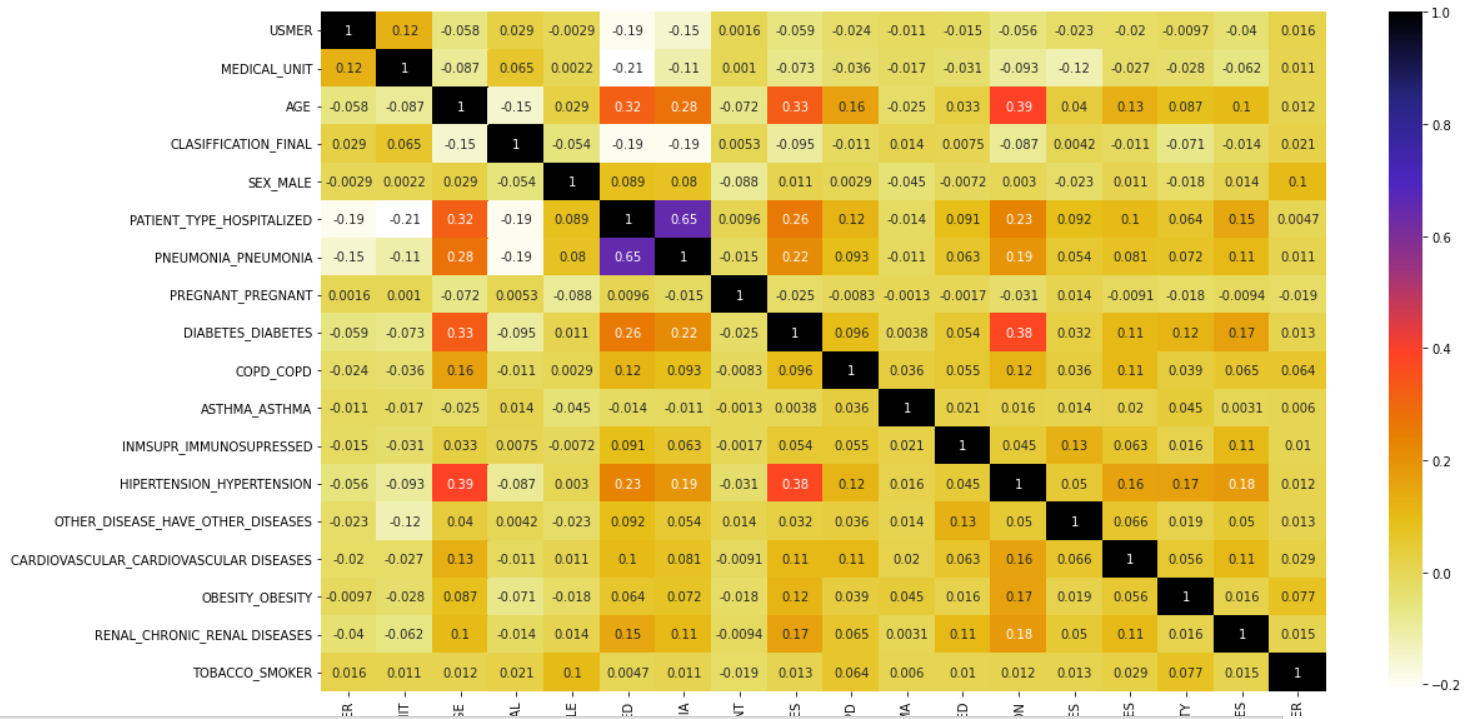 USMER 1 0.12 -0.058 0.029 -0.0029 -0.19 -0.15 0.0016 -0.059 -0.024 -0.011 -0.015 -0.056 -0.023 -0.02 -0.0097 -0.04 0.016
MEDICAL_UNIT 0.12 1 -0.087 0.065 0.0022 -0.21 -0.11 0.001 -0.073 -0.036 -0.017 -0.031 -0.093 -0.12 -0.027 -0.028 -0.062 0.011
AGE -0.058 -0.087 1 -0.15 0.029 0.32 0.28 -0.072 0.33 0.16 -0.025 0.033 0.39 0.04 0.13 0.087 0.1 0.012
CLASIFFICATION_FINAL 0.029 0.065 -0.15 1 -0.054 -0.19 -0.19 0.0053 -0.095 -0.011 0.014 0.0075 -0.087 0.0042 -0.011 -0.071 -0.014 0.021
SEX_MALE -0.0029 0.0022 0.029 -0.054 1 0.089 0.08 -0.088 0.011 0.0029 -0.045 -0.0072 0.003 -0.023 0.011 -0.018 0.014 0.1
PATIENT_TYPE_HOSPITALIZED -0.19 -0.21 0.32 -0.19 0.089 1 0.65 0.0096 0.26 0.12 -0.014 0.091 0.23 0.092 0.1 0.064 0.15 0.0047
PNEUMONIA_PNEUMONIA -0.15 -0.11 0.28 -0.19 0.08 0.65 1 -0.015 0.22 0.093 -0.011 0.063 0.19 0.054 0.081 0.072 0.11 0.011
PREGNANT_PREGNANT 0.0016 0.001 -0.072 0.0053 -0.088 0.0096 -0.015 1 -0.025 -0.0083 -0.0013 -0.0017 -0.031 0.014 -0.0091 -0.018 -0.0094 -0.019
DIABETES_DIABETES -0.059 -0.073 0.33 -0.095 0.011 0.26 0.22 -0.025 1 0.096 0.0038 0.054 0.38 0.032 0.11 0.12 0.17 0.013
COPD_COPD -0.024 -0.036 0.16 -0.011 0.0029 0.12 0.093 -0.0083 0.096 1 0.036 0.055 0.12 0.036 0.11 0.039 0.065 0.064
ASTHMA_ASTHMA -0.011 -0.017 -0.025 0.014 -0.045 -0.014 -0.011 -0.0013 0.0038 0.036 1 0.021 0.016 0.014 0.02 0.045 0.0031 0.006
INMSUPR_IMMUNOSUPRESSED -0.015 -0.031 0.033 0.0075 -0.0072 0.091 0.063 -0.0017 0.054 0.055 0.021 1 0.045 0.13 0.063 0.016 0.11 0.01
HIPERTENSION_HYPERTENSION -0.056 -0.093 0.39 -0.087 0.003 0.23 0.19 -0.031 0.38 0.12 0.016 0.045 1 0.05 0.16 0.17 0.18 0.012
OTHER_DISEASE_HAVE_OTHER_DISEASES -0.023 -0.12 0.04 0.0042 -0.023 0.092 0.054 0.014 0.032 0.036 0.014 0.13 0.05 1 0.066 0.019 0.05 0.013
CARDIOVASCULAR_CARDIOVASCULAR DISEASES -0.02 -0.027 0.13 -0.011 0.011 0.1 0.081 -0.0091 0.11 0.11 0.02 0.063 0.16 0.066 1 0.056 0.11 0.029
OBESITY_OBESITY -0.0097 -0.028 0.087 -0.071 -0.018 0.064 0.072 -0.018 0.12 0.039 0.045 0.016 0.17 0.019 0.056 1 0.016 0.077
RENAL_CHRONIC_RENAL DISEASES -0.04 -0.062 0.1 -0.014 0.014 0.15 0.11 -0.0094 0.17 0.065 0.0031 0.11 0.18 0.05 0.11 0.016 1 0.015
TOBACCO_SMOKER 0.016 0.011 0.012 0.021 0.1 0.0047 0.011 -0.019 0.013 0.064 0.006 0.01 0.012 0.013 0.029 0.077 0.015 1
1.0
0.8
0.6
0.4
0.2
0.0
-0.2